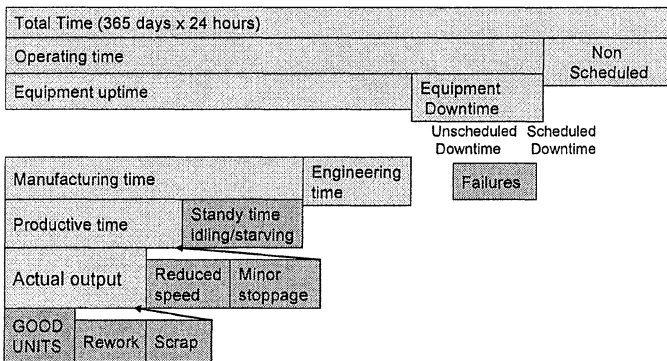 Total Time (365 days x 24 hours)
Operating time
Non
Scheduled
Equipment uptime
Equipment
Downtime
Unscheduled
Downtime
Scheduled
Downtime
Manufacturing time
Engineering
time
Failures
Productive time
Standy time
idling/starving
Actual output
Reduced
speed
Minor
stoppage
GOOD
UNITS
Rework
Scrap